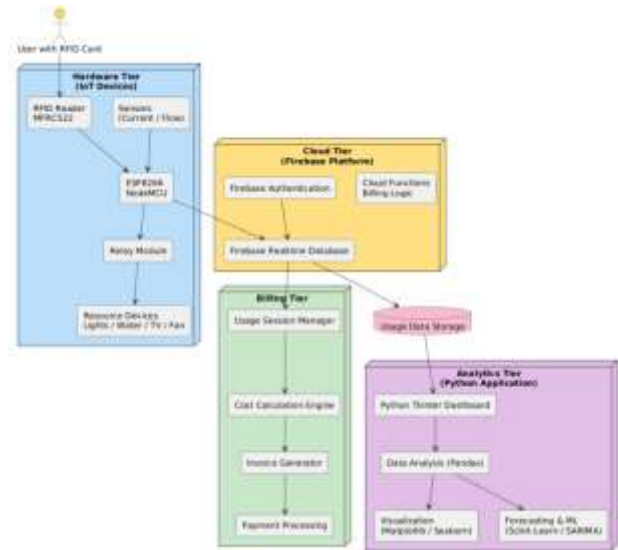 User with RFID Card
Hardware Tier
(IoT Devices)
RFID Reader
MFRC522
Sensors
(Current / Flow)
ESP8266
NodeMCU
Relay Module
Resource Devices
Lights / Water / TV / Fan
Cloud Tier
(Firebase Platform)
Firebase Authentication
Cloud Functions
Billing Logic
Firebase Realtime Database
Billing Tier
Usage Session Manager
Cost Calculation Engine
Invoice Generator
Payment Processing
Usage Data Storage
Analytics Tier
(Python Application)
Python Tkinter Dashboard
Data Analysis (Pandas)
Visualization
(Matplotlib / Seaborn)
Forecasting & ML
(Scikit-Learn / SARIMA)